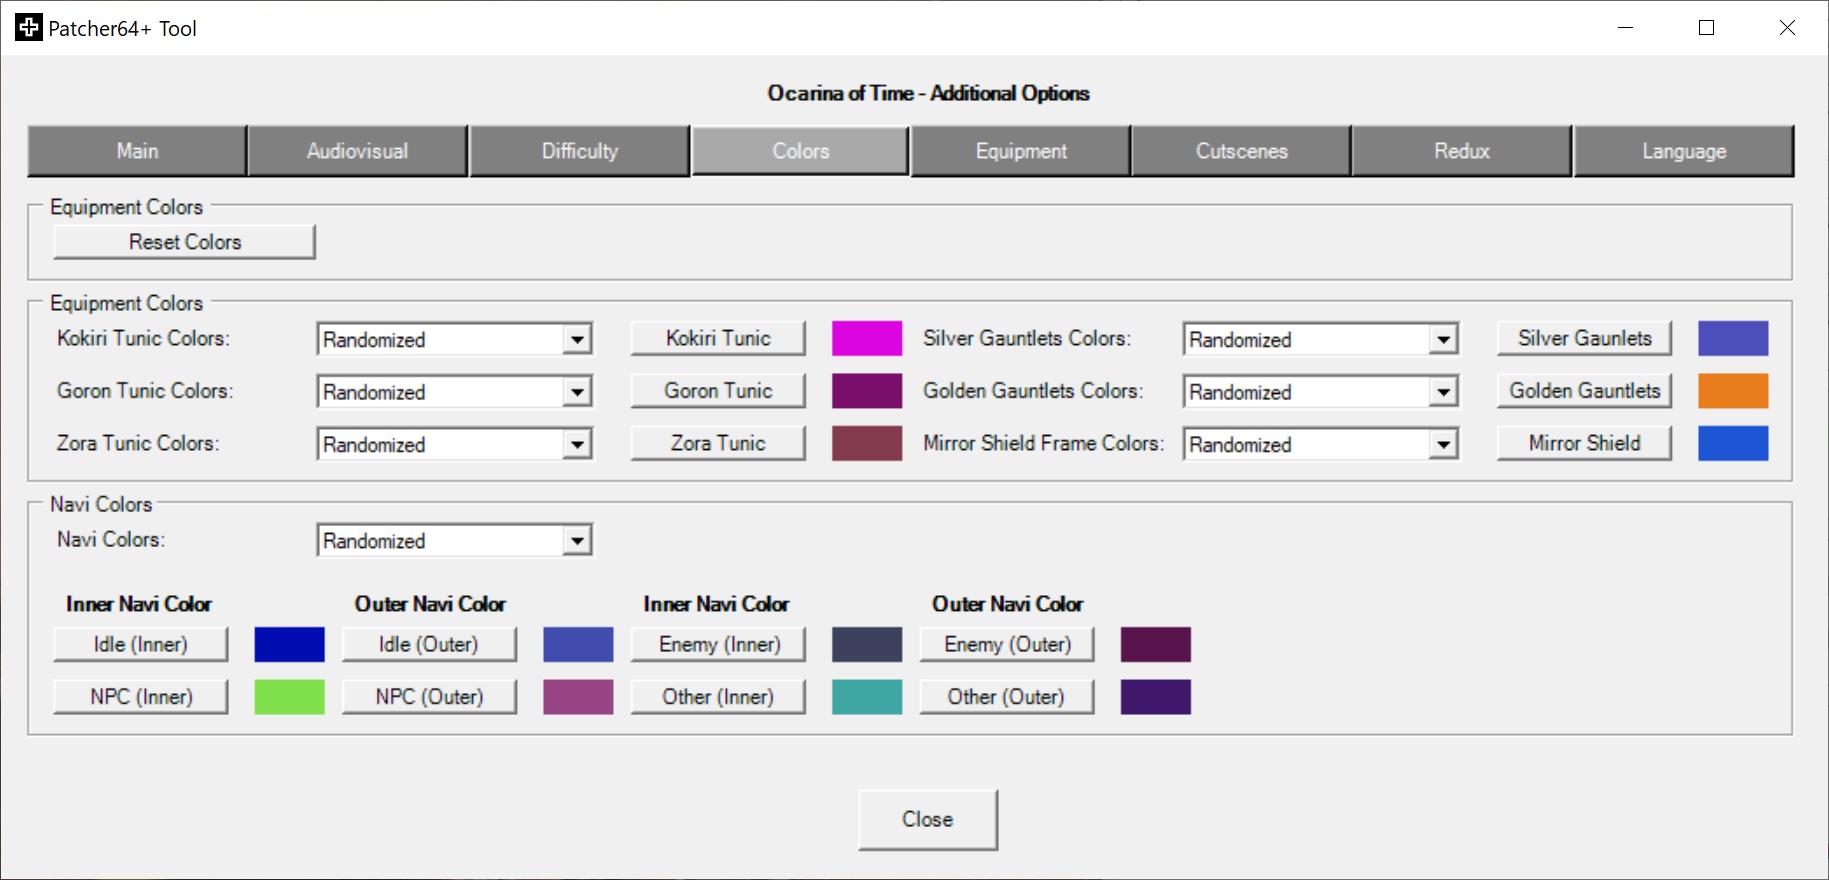 Patcher64+ Tool
Ocarina of Time - Additional Options
Main Audiovisual Difficulty Colors Equipment Cutscenes Redux Language
Equipment Colors
Reset Colors
Equipment Colors
Kokiri Tunic Colors: Randomized Kokiri Tunic Silver Gauntlets Colors: Randomized Silver Gaunlets
Goron Tunic Colors: Randomized Goron Tunic Golden Gauntlets Colors: Randomized Golden Gauntlets
Zora Tunic Colors: Randomized Zora Tunic Mirror Shield Frame Colors: Randomized Mirror Shield
Navi Colors
Navi Colors: Randomized
Inner Navi Color Outer Navi Color Inner Navi Color Outer Navi Color
Idle (Inner) Idle (Outer) Enemy (Inner) Enemy (Outer)
NPC (Inner) NPC (Outer) Other (Inner) Other (Outer)
Close